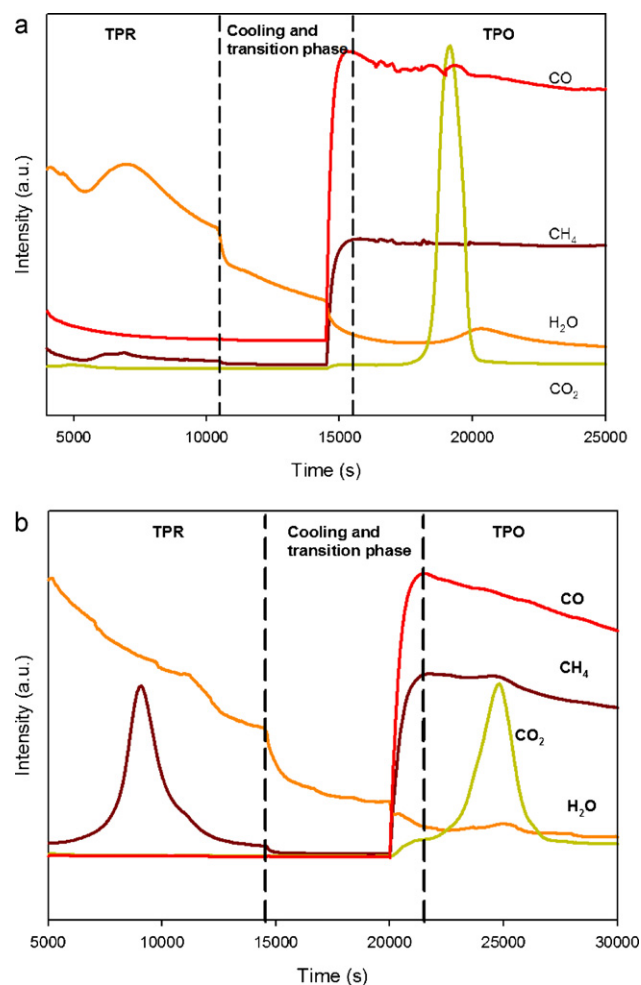 a
TPR
Cooling and
transition phase
TPO
CO
CH₄
H₂O
CO₂
Intensity (a.u.)
5000 10000 15000 20000 25000
Time (s)
b
TPR
Cooling and
transition phase
TPO
CO
CH₄
CO₂
H₂O
Intensity (a.u.)
5000 10000 15000 20000 25000 30000
Time (s)